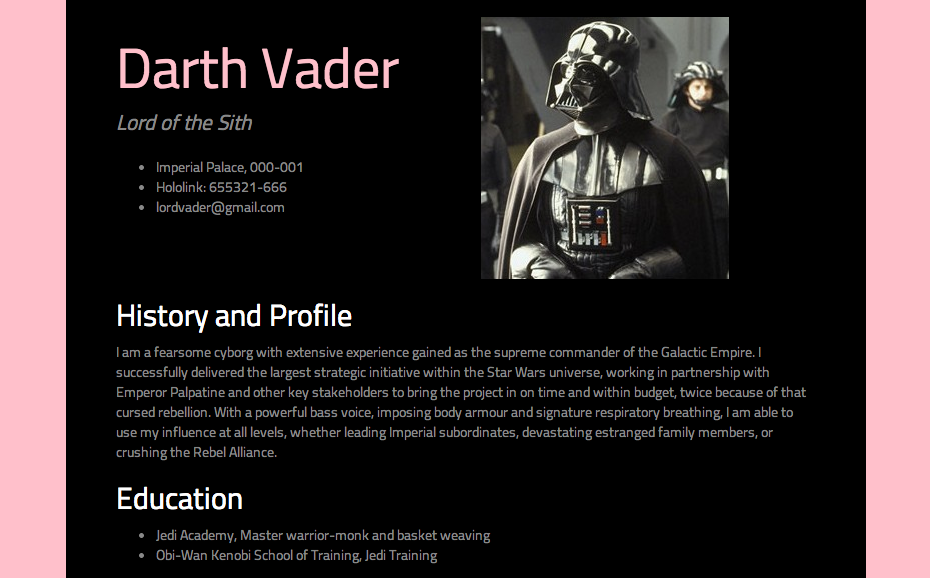 Darth Vader
Lord of the Sith
Imperial Palace, 000-001
Hololink: 655321-666
lordvader@gmail.com
History and Profile
I am a fearsome cyborg with extensive experience gained as the supreme commander of the Galactic Empire. I
successfully delivered the largest strategic initiative within the Star Wars universe, working in partnership with
Emperor Palpatine and other key stakeholders to bring the project in on time and within budget, twice because of that
cursed rebellion. With a powerful bass voice, imposing body armour and signature respiratory breathing, I am able to
use my influence at all levels, whether leading Imperial subordinates, devastating estranged family members, or
crushing the Rebel Alliance.
Education
Jedi Academy, Master warrior-monk and basket weaving
Obi-Wan Kenobi School of Training, Jedi Training